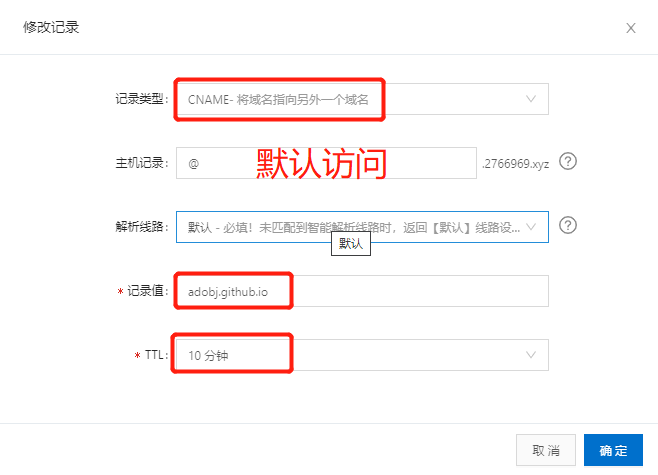 修改记录
记录类型: CNAME- 将域名指向另外一个域名
主机记录: @ 默认访问 .2766969.xyz ?
解析线路: 默认 - 必填！未匹配到智能解析线路时，返回【默认】线路设... ?
默认
* 记录值: adobj.github.io
* TTL: 10 分钟
取消 确定